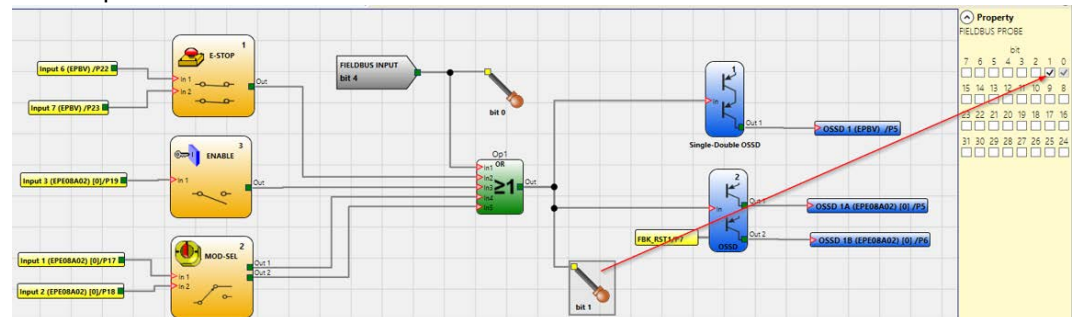 Property
FIELDBUS PROBE
bit
7 6 5 4 3 2 1 0
15 14 13 12 11 10 9 8
23 22 21 20 19 18 17 16
31 30 29 28 27 26 25 24
1
E-STOP
Input 6 (EPBV) /P22
Input 7 (EPBV) /P23
In 1
In 2
Out
FIELDBUS INPUT
bit 4
bit 0
1
In
Out 1
OSSD 1 (EPBV) /P5
Single-Double OSSD
3
ENABLE
Input 3 (EPE08A02) [0]/P19
In 1
Out
Op1
OR
In1
In2
In3
In4
In5
≥1
Out
2
In
Out 1
Out 2
OSSD
OSSD 1A (EPE08A02) [0] /P5
OSSD 1B (EPE08A02) [0] /P6
FBK_RST1/P7
2
MOD-SEL
Input 1 (EPE08A02) [0]/P17
Input 2 (EPE08A02) [0]/P18
In 1
In 2
Out 1
Out 2
bit 1